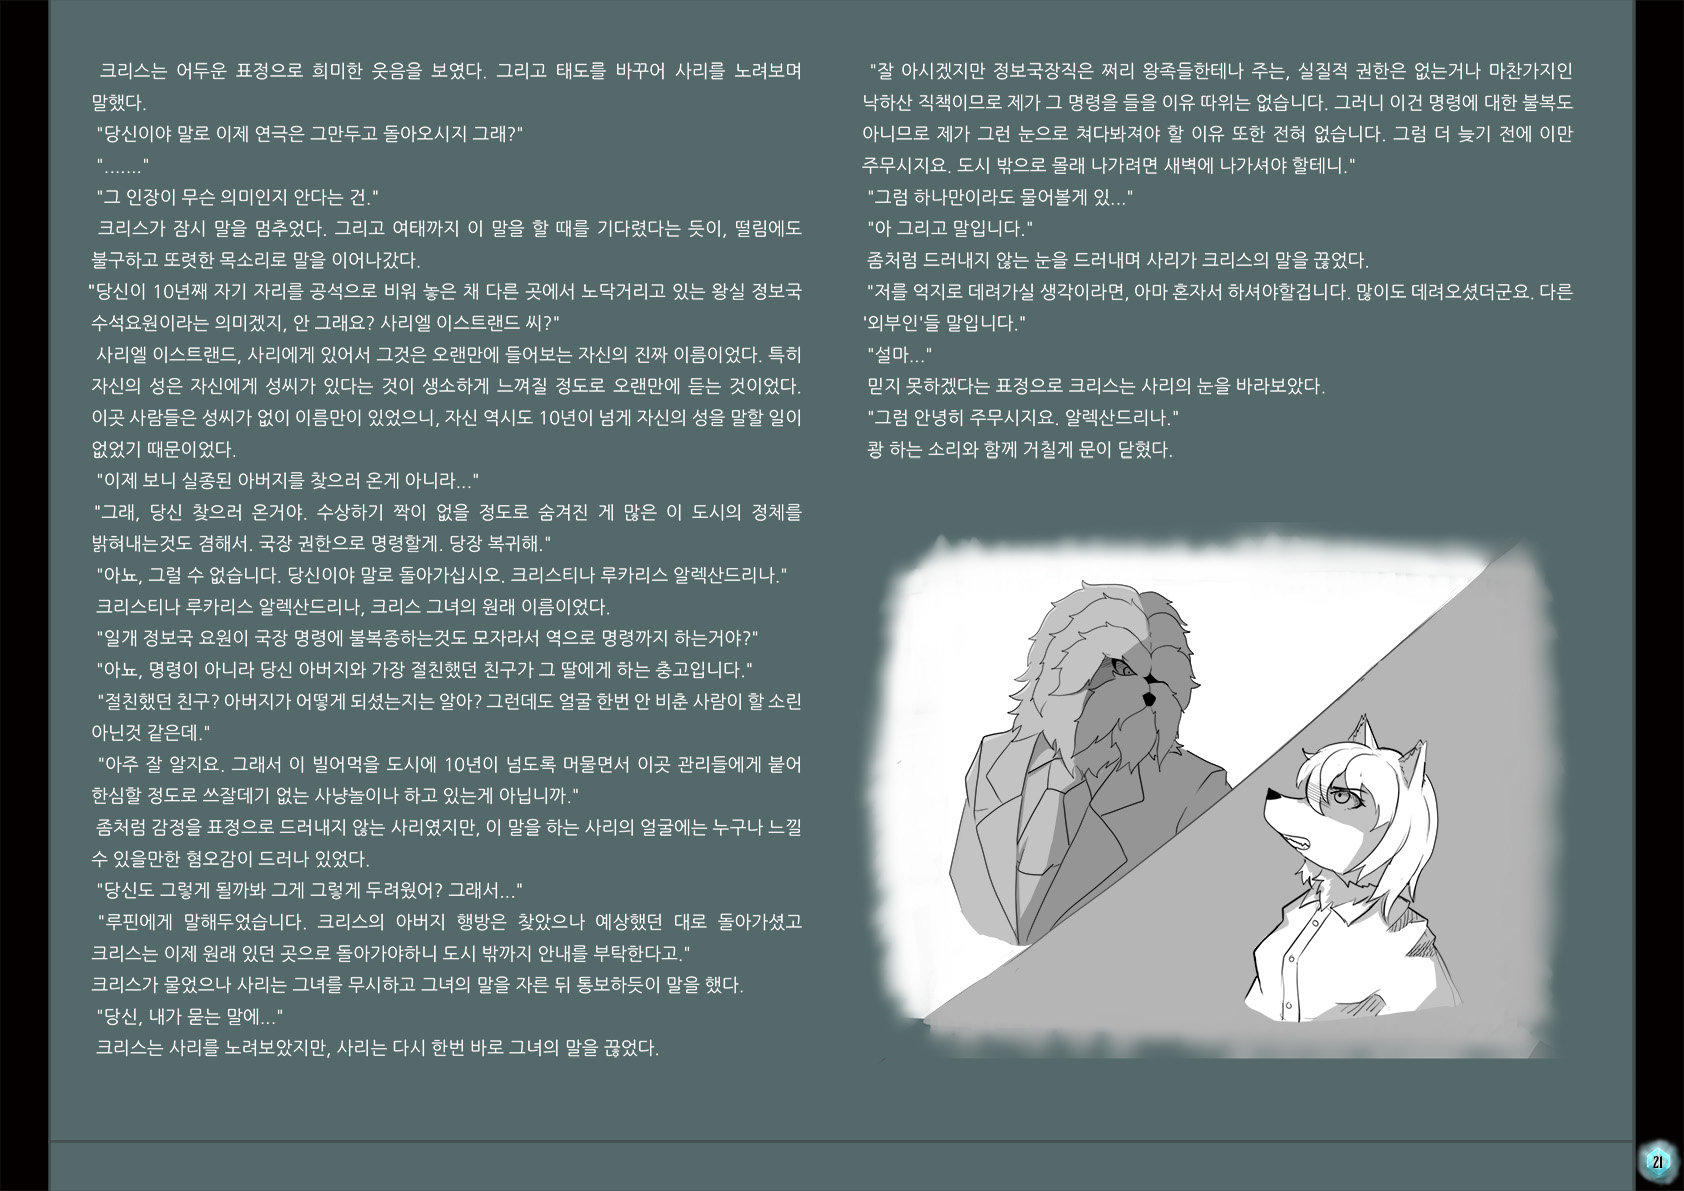 크리스는 어두운 표정으로 희미한 웃음을 보였다. 그리고 태도를 바꾸어 사리를 노려보며
말했다.
"당신이야 말로 이제 연극은 그만두고 돌아오시지 그래?"
"......."
"그 인장이 무슨 의미인지 안다는 건."
크리스가 잠시 말을 멈추었다. 그리고 여태까지 이 말을 할 때를 기다렸다는 듯이, 떨림에도
불구하고 또렷한 목소리로 말을 이어나갔다.
"당신이 10년째 자기 자리를 공석으로 비워 놓은 채 다른 곳에서 노닥거리고 있는 왕실 정보국
수석요원이라는 의미겠지, 안 그래요? 사리엘 이스트랜드 씨?"
사리엘 이스트랜드, 사리에게 있어서 그것은 오랜만에 들어보는 자신의 진짜 이름이었다. 특히
자신의 성은 자신에게 성씨가 있다는 것이 생소하게 느껴질 정도로 오랜만에 듣는 것이었다.
이곳 사람들은 성씨가 없이 이름만이 있었으니, 자신 역시도 10년이 넘게 자신의 성을 말할 일이
없었기 때문이었다.
"이제 보니 실종된 아버지를 찾으러 온게 아니라..."
"그래, 당신 찾으러 온거야. 수상하기 짝이 없을 정도로 숨겨진 게 많은 이 도시의 정체를
밝혀내는것도 겸해서. 국장 권한으로 명령할게. 당장 복귀해."
"아뇨, 그럴 수 없습니다. 당신이야 말로 돌아가십시오. 크리스티나 루카리스 알렉산드리나."
크리스티나 루카리스 알렉산드리나, 크리스 그녀의 원래 이름이었다.
"일개 정보국 요원이 국장 명령에 불복종하는것도 모자라서 역으로 명령까지 하는거야?"
"아뇨, 명령이 아니라 당신 아버지와 가장 절친했던 친구가 그 딸에게 하는 충고입니다."
"절친했던 친구? 아버지가 어떻게 되셨는지는 알아? 그런데도 얼굴 한번 안 비춘 사람이 할 소린
아닌것 같은데."
"아주 잘 알지요. 그래서 이 빌어먹을 도시에 10년이 넘도록 머물면서 이곳 관리들에게 붙어
한심할 정도로 쓰잘데기 없는 사냥놀이나 하고 있는게 아닙니까."
좀처럼 감정을 표정으로 드러내지 않는 사리였지만, 이 말을 하는 사리의 얼굴에는 누구나 느낄
수 있을만한 혐오감이 드러나 있었다.
"당신도 그렇게 될까봐 그게 그렇게 두려웠어? 그래서..."
"루핀에게 말해두었습니다. 크리스의 아버지 행방은 찾았으나 예상했던 대로 돌아가셨고
크리스는 이제 원래 있던 곳으로 돌아가야하니 도시 밖까지 안내를 부탁한다고."
크리스가 물었으나 사리는 그녀를 무시하고 그녀의 말을 자른 뒤 통보하듯이 말을 했다.
"당신, 내가 묻는 말에..."
크리스는 사리를 노려보았지만, 사리는 다시 한번 바로 그녀의 말을 끊었다.
"잘 아시겠지만 정보국장직은 쩌리 왕족들한테나 주는, 실질적 권한은 없는거나 마찬가지인
낙하산 직책이므로 제가 그 명령을 들을 이유 따위는 없습니다. 그러니 이건 명령에 대한 불복도
아니므로 제가 그런 눈으로 쳐다봐져야 할 이유 또한 전혀 없습니다. 그럼 더 늦기 전에 이만
주무시지요. 도시 밖으로 몰래 나가려면 새벽에 나가셔야 할테니."
"그럼 하나만이라도 물어볼게 있..."
"아 그리고 말입니다."
좀처럼 드러내지 않는 눈을 드러내며 사리가 크리스의 말을 끊었다.
"저를 억지로 데려가실 생각이라면, 아마 혼자서 하셔야할겁니다. 많이도 데려오셨더군요. 다른
'외부인'들 말입니다."
"설마..."
믿지 못하겠다는 표정으로 크리스는 사리의 눈을 바라보았다.
"그럼 안녕히 주무시지요. 알렉산드리나."
쾅 하는 소리와 함께 거칠게 문이 닫혔다.
21